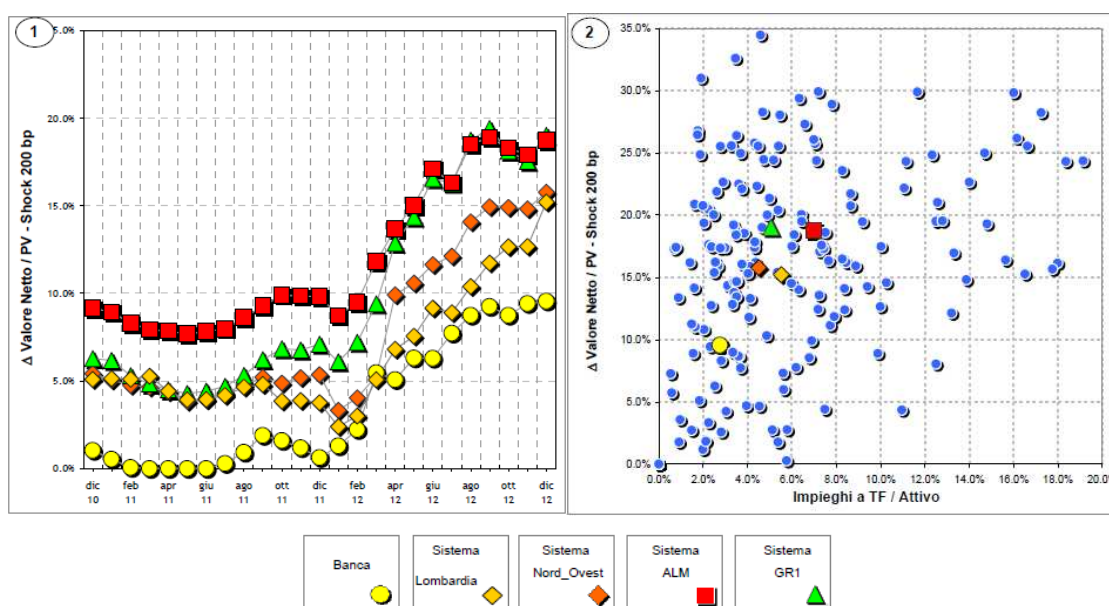 1
Δ Valore Netto / PV - Shock 200 bp
25.0%
20.0%
15.0%
10.0%
5.0%
0.0%
dic 10
feb 11
apr 11
giu 11
ago 11
ott 11
dic 11
feb 12
apr 12
giu 12
ago 12
ott 12
dic 12
2
Δ Valore Netto / PV - Shock 200 bp
35.0%
30.0%
25.0%
20.0%
15.0%
10.0%
5.0%
0.0%
0.0% 2.0% 4.0% 6.0% 8.0% 10.0% 12.0% 14.0% 16.0% 18.0% 20.0%
Impieghi a TF / Attivo
Banca
Sistema
Lombardia
Sistema
Nord_Ovest
Sistema
ALM
Sistema
GR1